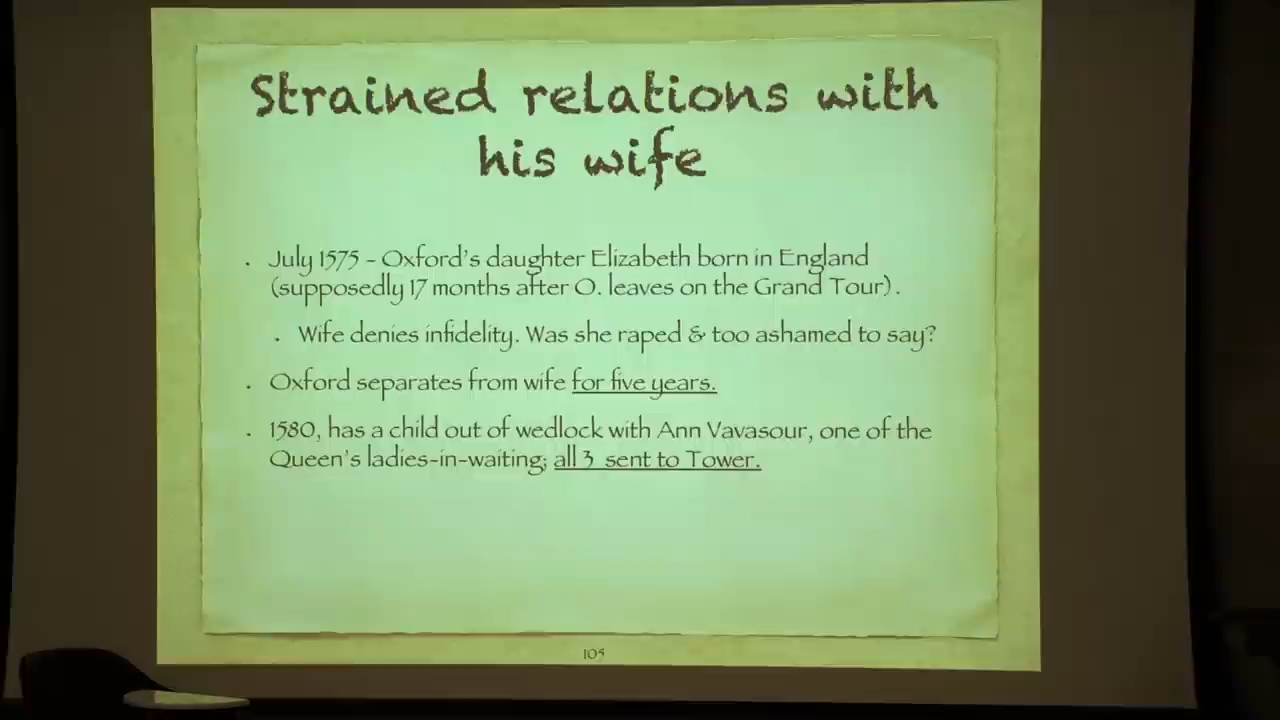 Strained relations with
his wife
• July 1575 - Oxford's daughter Elizabeth born in England
(supposedly 17 months after O. leaves on the Grand Tour).
• Wife denies infidelity. Was she raped & too ashamed to say?
• Oxford separates from wife for five years.
• 1580, has a child out of wedlock with Ann Vavasour, one of the
Queen's ladies-in-waiting; all 3 sent to Tower.
105